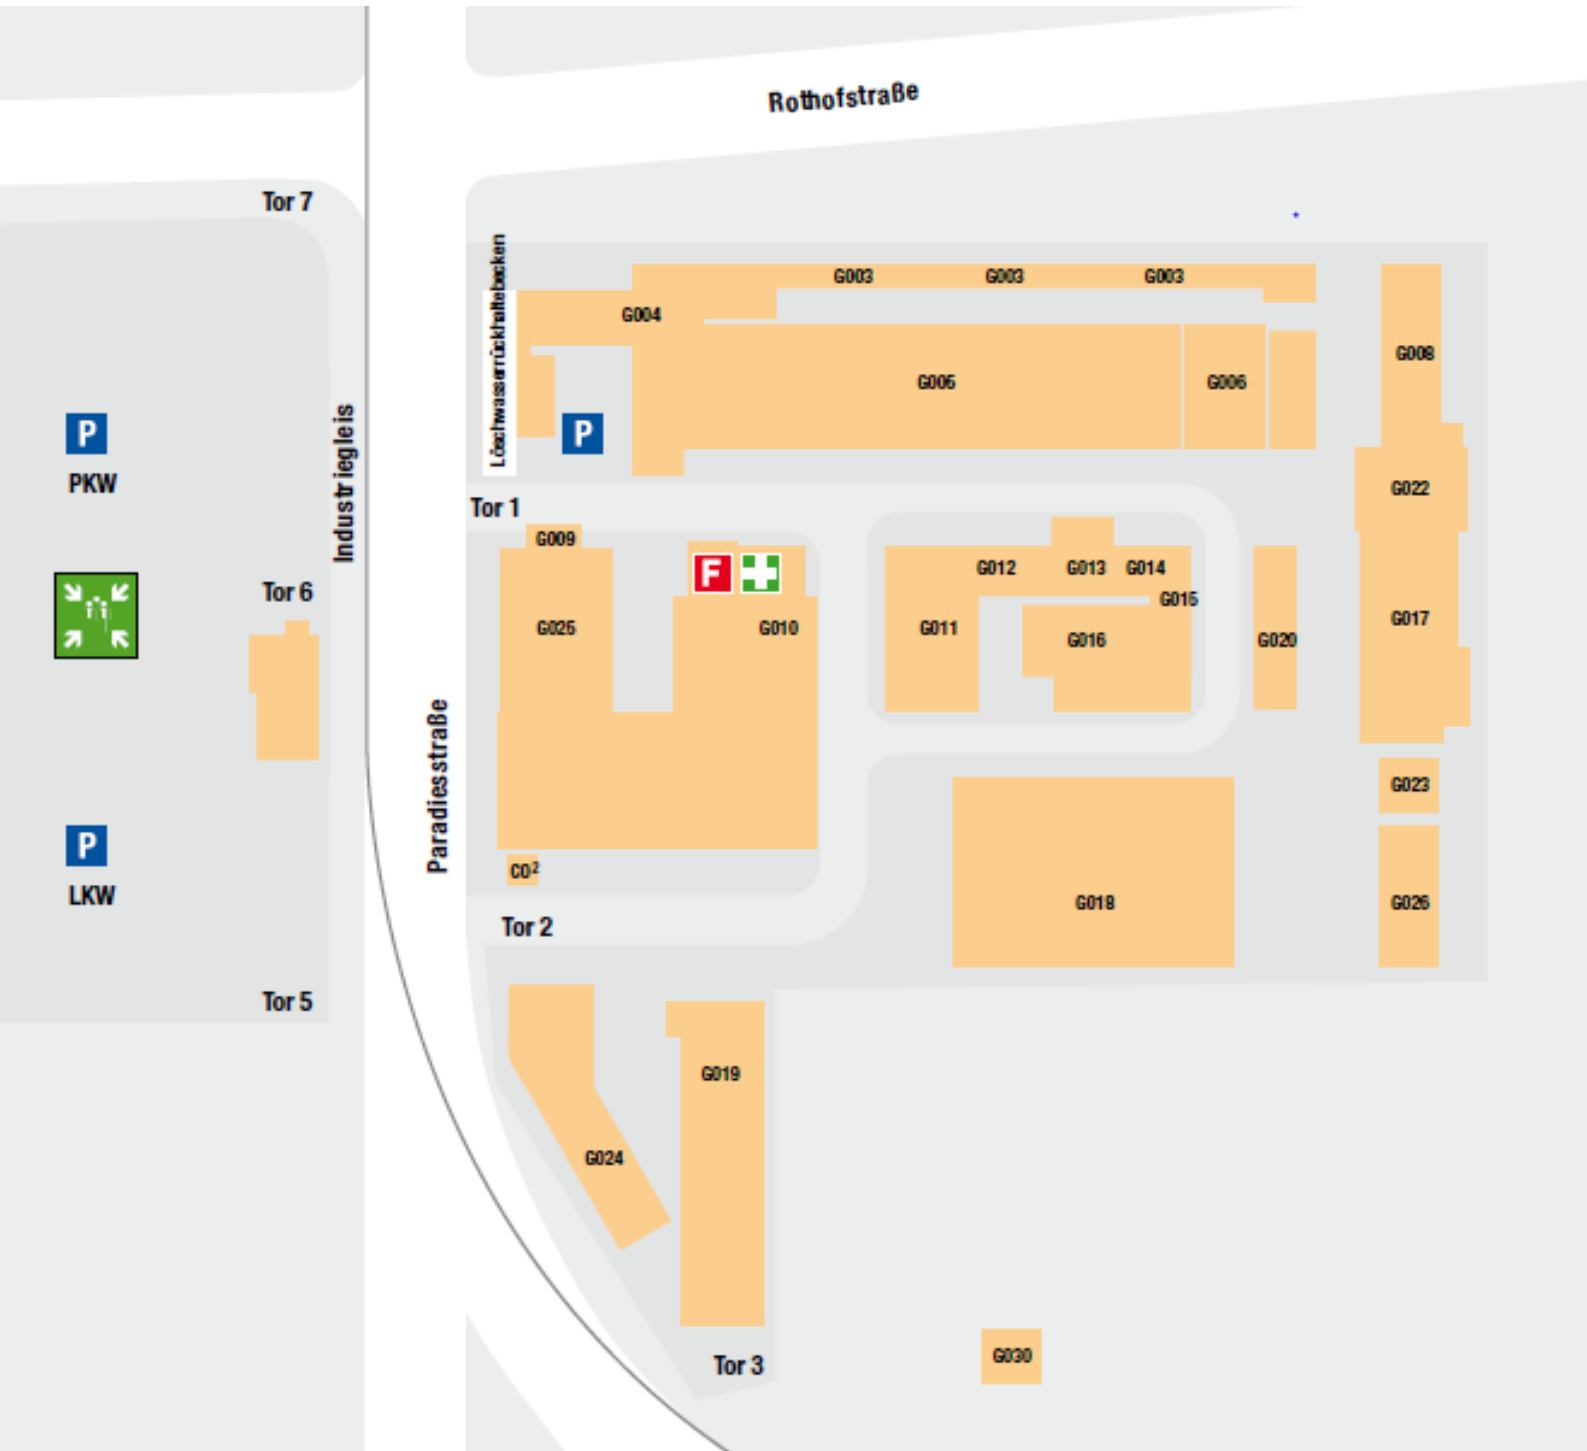 Rothofstraße
Tor 7
Löschwasserrückhaltebecken
G003
G003
G003
G004
G008
G005
G006
P
PKW
P
Industriegleis
G022
Tor 1
G009
F
G012
G013
G014
G015
Tor 6
G025
G010
G011
G016
G020
G017
Paradiesstraße
G023
P
LKW
CO²
G018
G026
Tor 2
Tor 5
G019
G024
Tor 3
G030